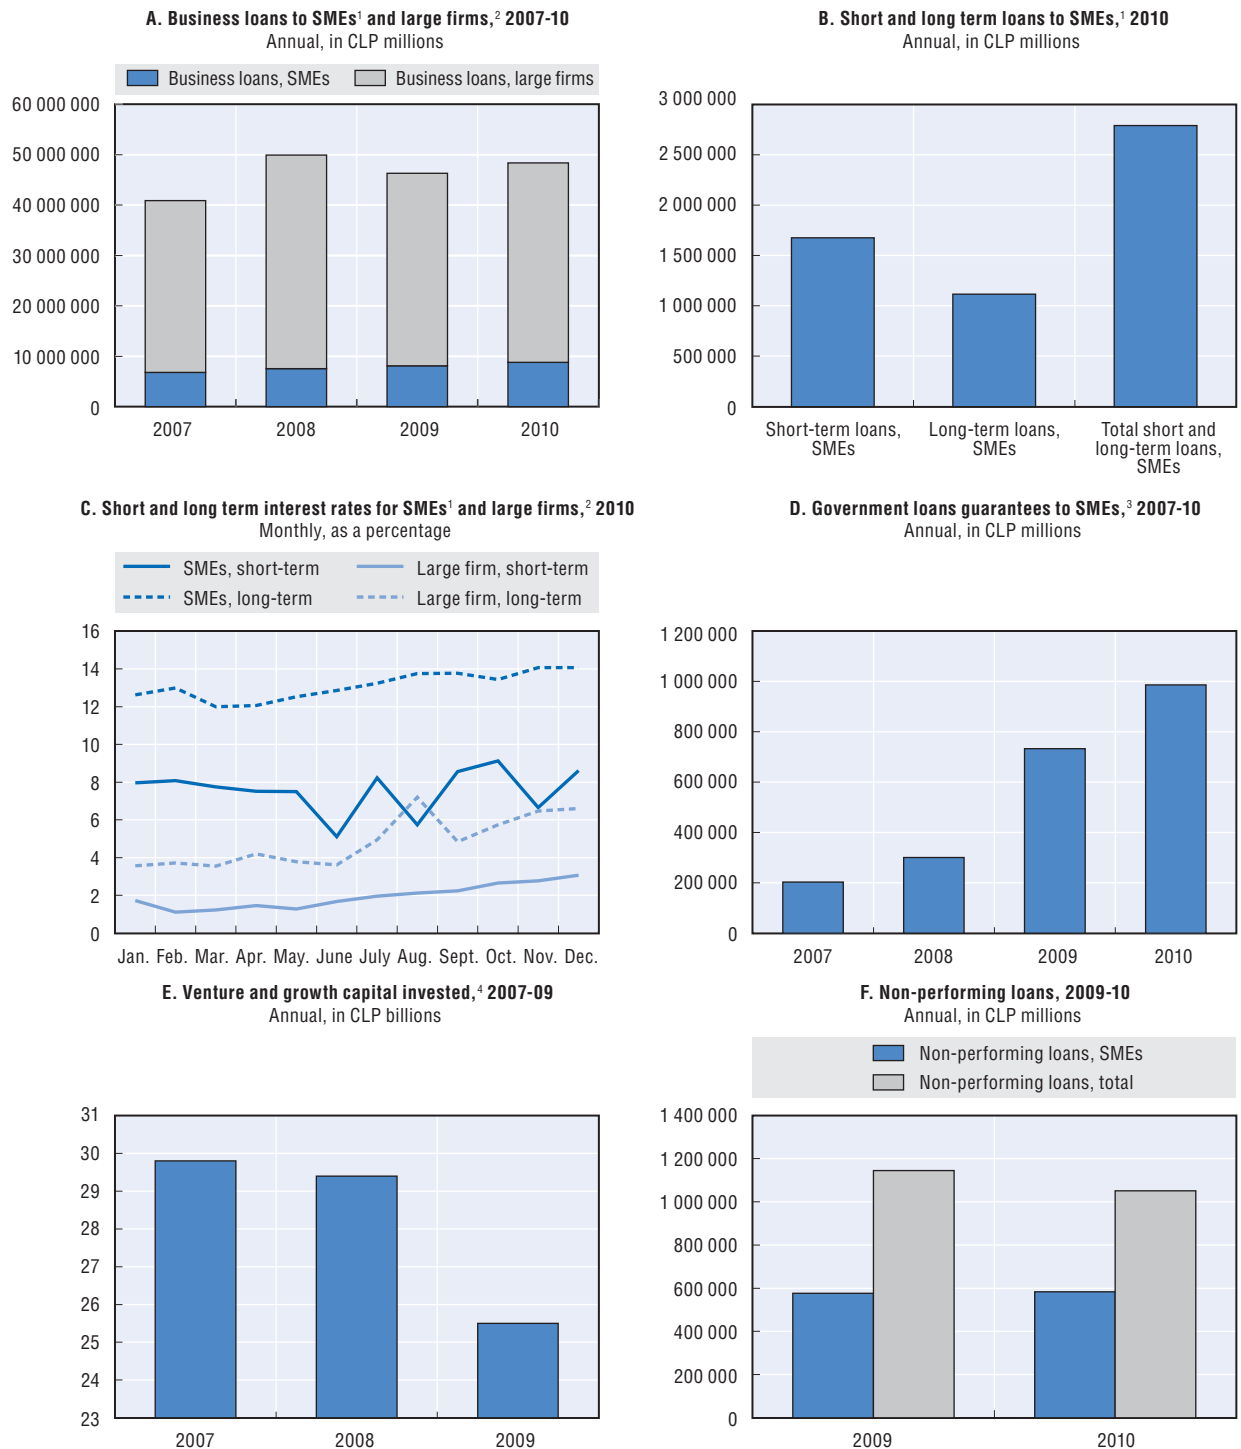 A. Business loans to SMEs¹ and large firms,² 2007-10
Annual, in CLP millions
Business loans, SMEs
Business loans, large firms
60 000 000
50 000 000
40 000 000
30 000 000
20 000 000
10 000 000
0
2007 2008 2009 2010
B. Short and long term loans to SMEs,¹ 2010
Annual, in CLP millions
3 000 000
2 500 000
2 000 000
1 500 000
1 000 000
500 000
0
Short-term loans,
SMEs
Long-term loans,
SMEs
Total short and
long-term loans,
SMEs
C. Short and long term interest rates for SMEs¹ and large firms,² 2010
Monthly, as a percentage
SMEs, short-term
Large firm, short-term
SMEs, long-term
Large firm, long-term
16
14
12
10
8
6
4
2
0
Jan. Feb. Mar. Apr. May. June July Aug. Sept. Oct. Nov. Dec.
D. Government loans guarantees to SMEs,³ 2007-10
Annual, in CLP millions
1 200 000
1 000 000
800 000
600 000
400 000
200 000
0
2007 2008 2009 2010
E. Venture and growth capital invested,⁴ 2007-09
Annual, in CLP billions
31
30
29
28
27
26
25
24
23
2007 2008 2009
F. Non-performing loans, 2009-10
Annual, in CLP millions
Non-performing loans, SMEs
Non-performing loans, total
1 400 000
1 200 000
1 000 000
800 000
600 000
400 000
200 000
0
2009 2010